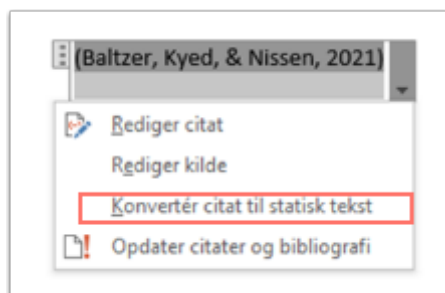 (Baltzer, Kyed, & Nissen, 2021)
Rediger citat
Rediger kilde
Konvertér citat til statisk tekst
Opdater citater og bibliografi